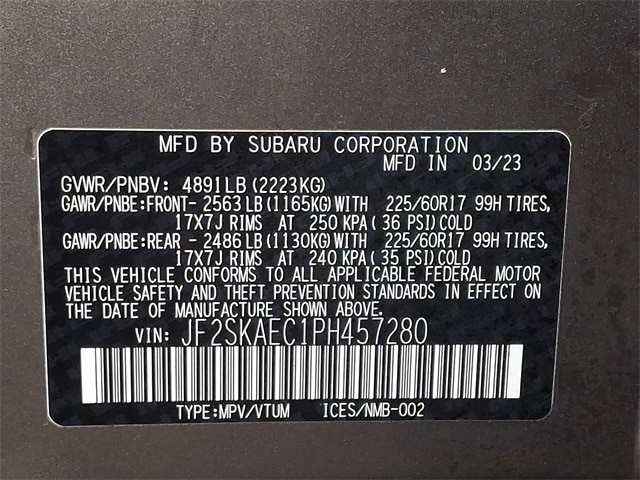 MFD BY SUBARU CORPORATION
MFD IN 03/23
GVWR/PNBV: 4891LB (2223KG)
GAWR/PNBE:FRONT- 2563 LB (1165KG)WITH 225/60R17 99H TIRES,
17X7J RIMS AT 250 KPA (36 PSI)COLD
GAWR/PNBE:REAR - 2486 LB (1130KG)WITH 225/60R17 99H TIRES,
17X7J RIMS AT 240 KPA (35 PSI)COLD
THIS VEHICLE CONFORMS TO ALL APPLICABLE FEDERAL MOTOR
VEHICLE SAFETY AND THEFT PREVENTION STANDARDS IN EFFECT ON
THE DATE OF MANUFACTURE SHOWN ABOVE.
VIN: JF2SKAEC1PH457280
TYPE:MPV/VTUM ICES/NMB-002